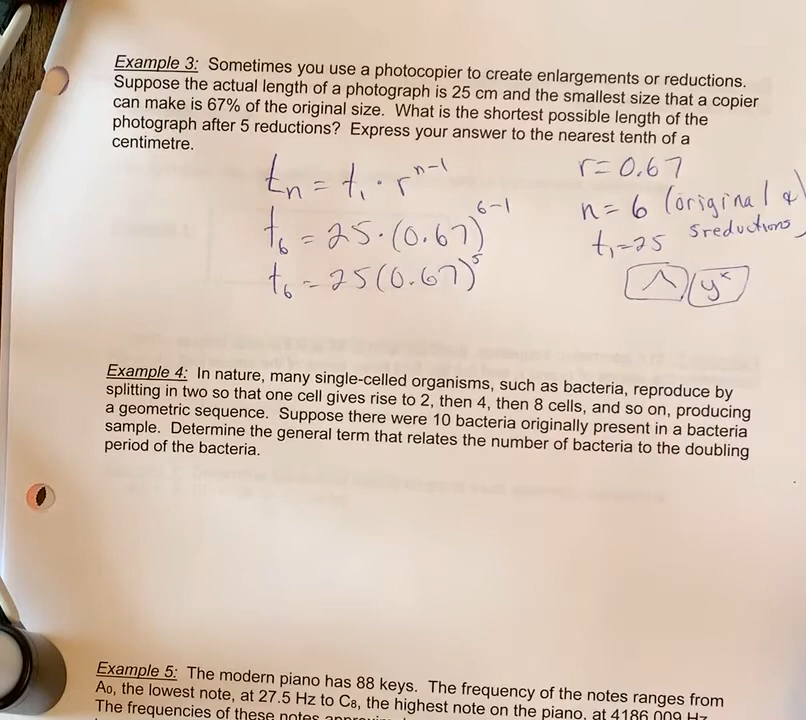 Example 3: Sometimes you use a photocopier to create enlargements or reductions.
Suppose the actual length of a photograph is 25 cm and the smallest size that a copier
can make is 67% of the original size. What is the shortest possible length of the
photograph after 5 reductions? Express your answer to the nearest tenth of a
centimetre.
tₙ = t₁ · rⁿ⁻¹
r = 0.67
t₆ = 25 · (0.67)⁶⁻¹
n = 6 (original &
5 reductions)
t₆ = 25(0.67)⁵
t₁ = 25
^ yˣ
Example 4: In nature, many single-celled organisms, such as bacteria, reproduce by
splitting in two so that one cell gives rise to 2, then 4, then 8 cells, and so on, producing
a geometric sequence. Suppose there were 10 bacteria originally present in a bacteria
sample. Determine the general term that relates the number of bacteria to the doubling
period of the bacteria.
Example 5: The modern piano has 88 keys. The frequency of the notes ranges from
A₀, the lowest note, at 27.5 Hz to C₈, the highest note on the piano, at 4186.009 Hz.
The frequencies of these notes